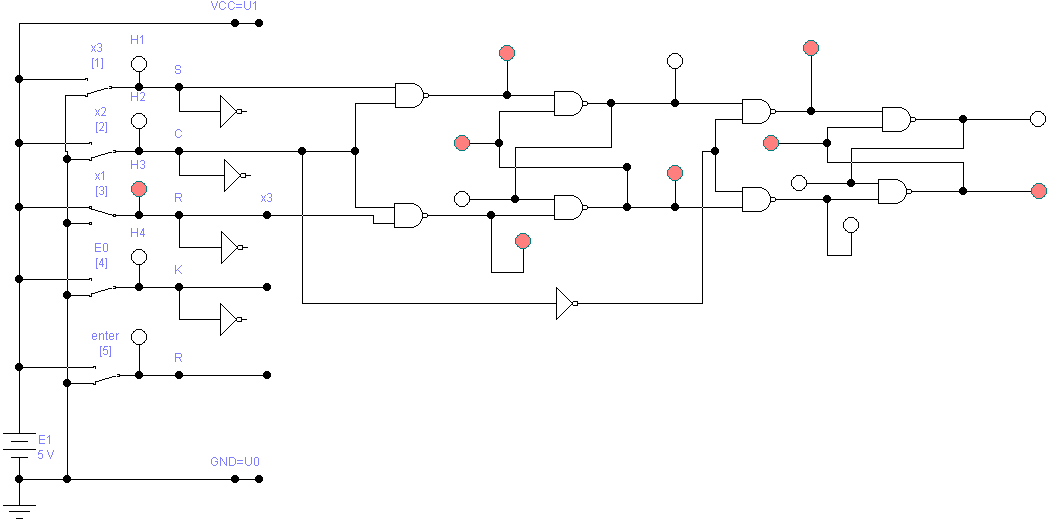 VCC=U1
H1
x3
[1]
S
H2
x2
[2]
C
H3
x1
[3]
R
x3
H4
E0
[4]
K
enter
[5]
R
E1
5 V
GND=U0